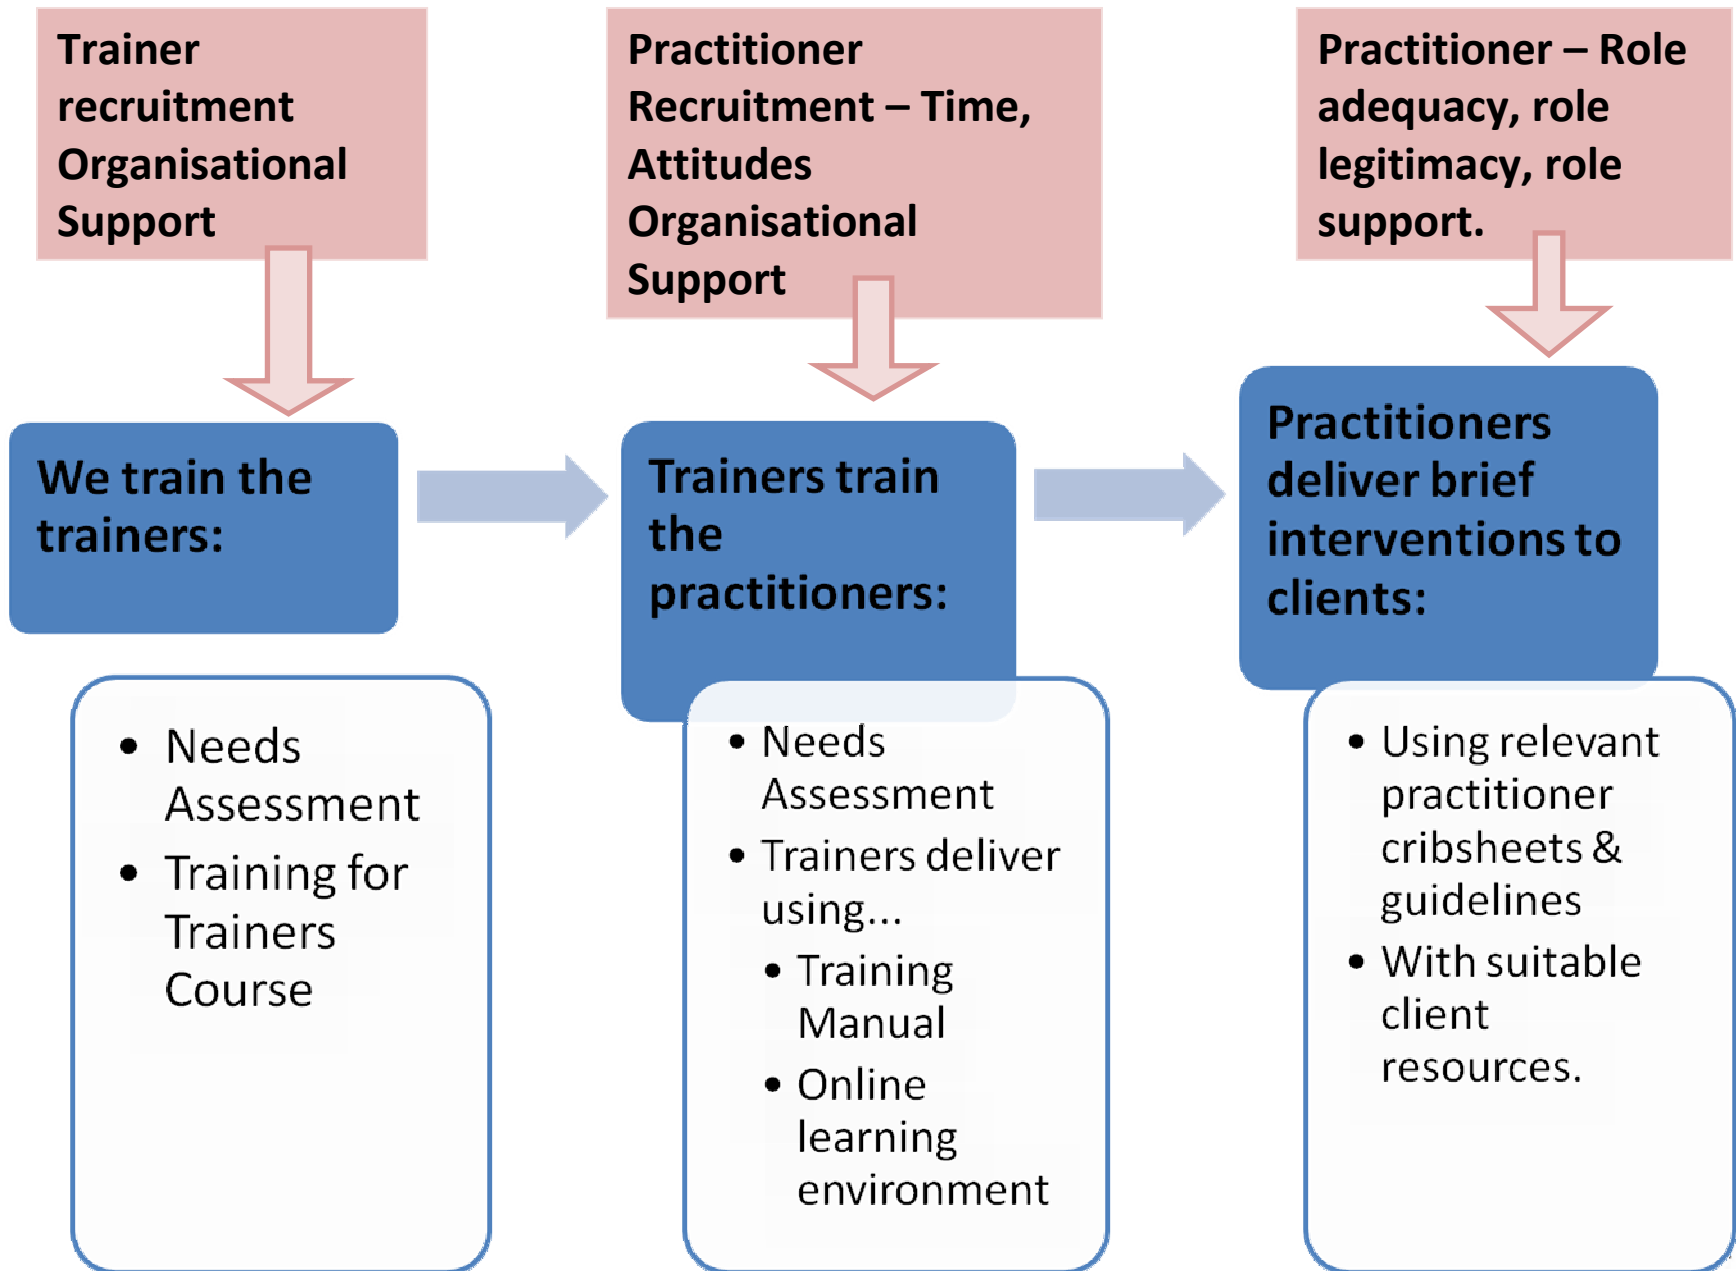 Trainer
recruitment
Organisational
Support
Practitioner
Recruitment – Time,
Attitudes
Organisational
Support
Practitioner – Role
adequacy, role
legitimacy, role
support.
We train the
trainers:
Trainers train
the
practitioners:
Practitioners
deliver brief
interventions to
clients:
• Needs
Assessment
• Training for
Trainers
Course
• Needs
Assessment
• Trainers deliver
using...
• Training
Manual
• Online
learning
environment
• Using relevant
practitioner
cribsheets &
guidelines
• With suitable
client
resources.